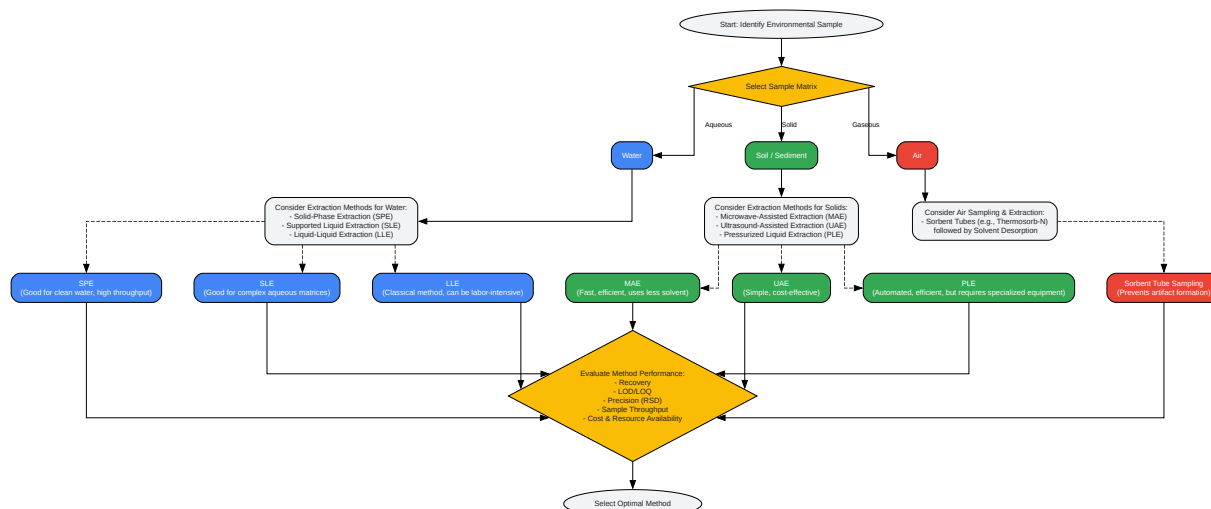 Start: Identify Environmental Sample
Select Sample Matrix
Aqueous
Solid
Gaseous
Water
Soil / Sediment
Air
Consider Extraction Methods for Water:
- Solid-Phase Extraction (SPE)
- Supported Liquid Extraction (SLE)
- Liquid-Liquid Extraction (LLE)
Consider Extraction Methods for Solids:
- Microwave-Assisted Extraction (MAE)
- Ultrasound-Assisted Extraction (UAE)
- Pressurized Liquid Extraction (PLE)
Consider Air Sampling & Extraction:
- Sorbent Tubes (e.g., Thermosorb-N)
followed by Solvent Desorption
SPE
(Good for clean water, high throughput)
SLE
(Good for complex aqueous matrices)
LLE
(Classical method, can be labor-intensive)
MAE
(Fast, efficient, uses less solvent)
UAE
(Simple, cost-effective)
PLE
(Automated, efficient, but requires specialized equipment)
Sorbent Tube Sampling
(Prevents artifact formation)
Evaluate Method Performance:
- Recovery
- LOD/LOQ
- Precision (RSD)
- Sample Throughput
- Cost & Resource Availability
Select Optimal Method